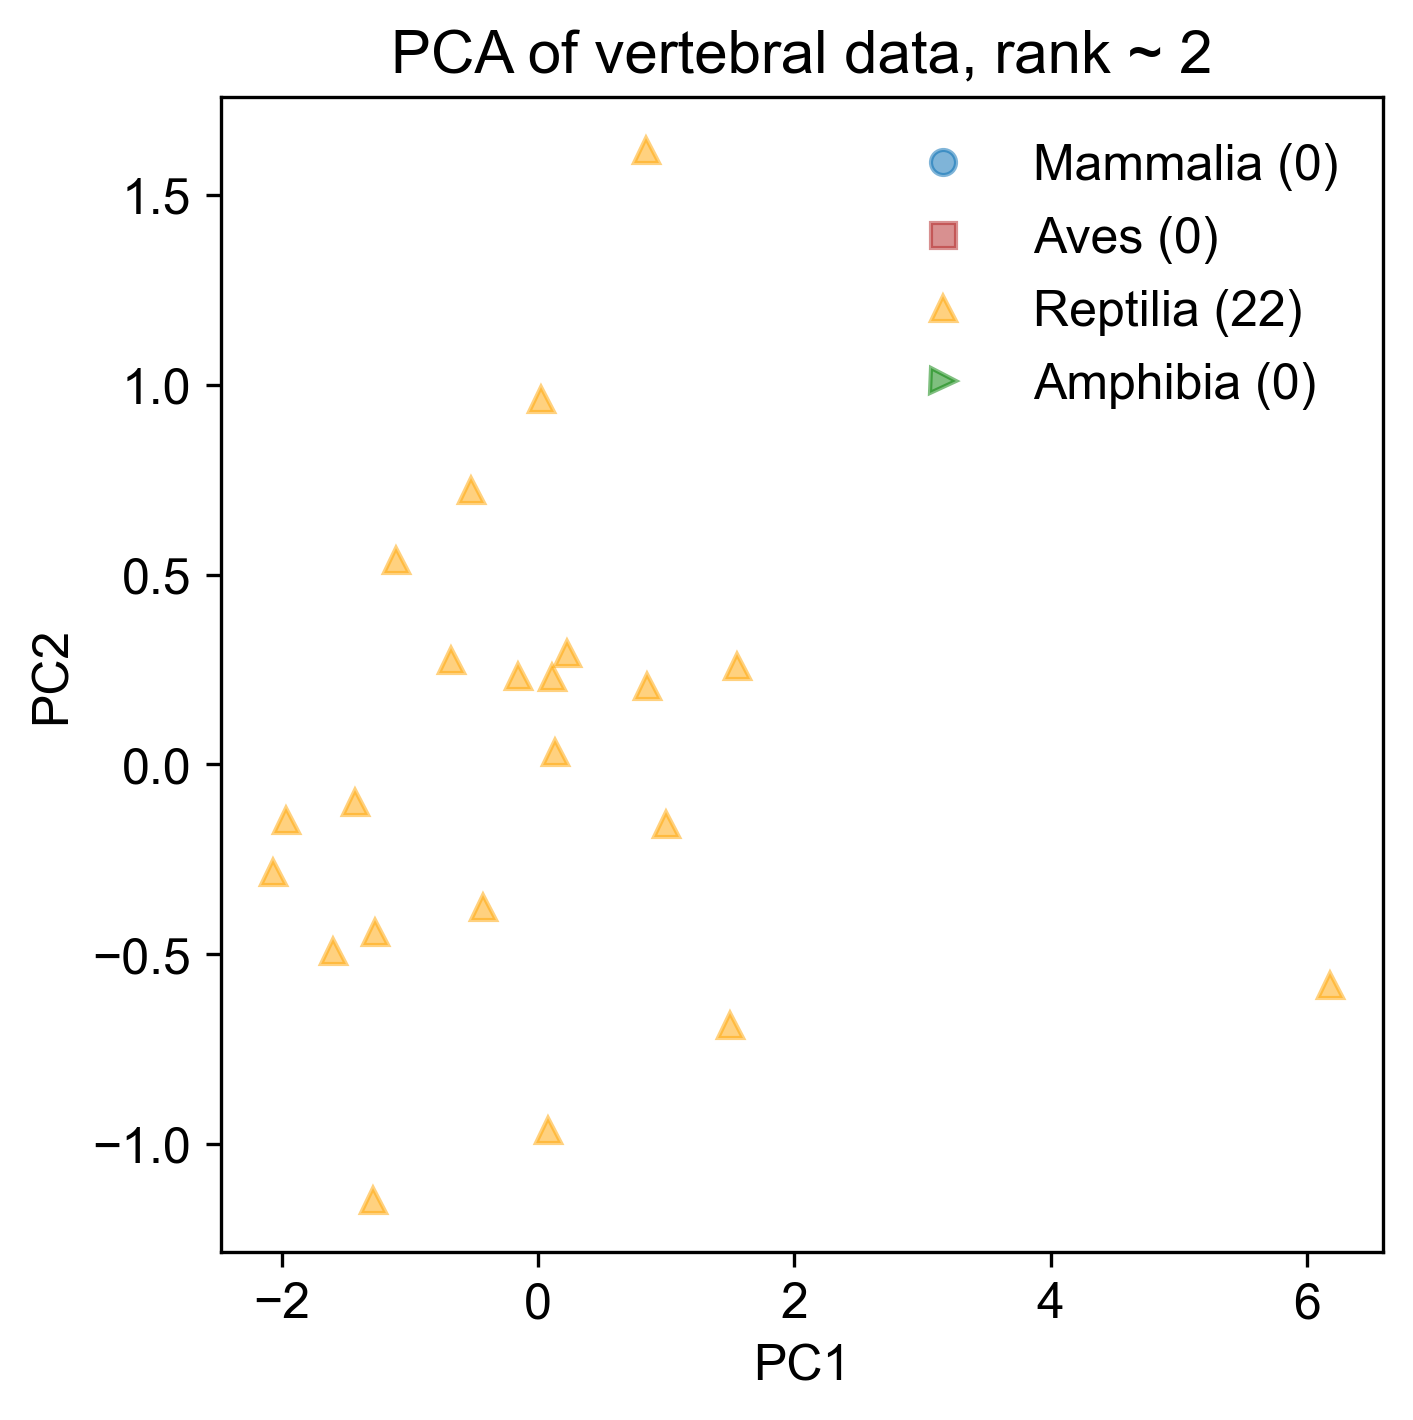 PCA of vertebral data, rank ~ 2
Mammalia (0)
Aves (0)
Reptilia (22)
Amphibia (0)
1.5
1.0
0.5
0.0
−0.5
−1.0
PC2
−2 0 2 4 6
PC1